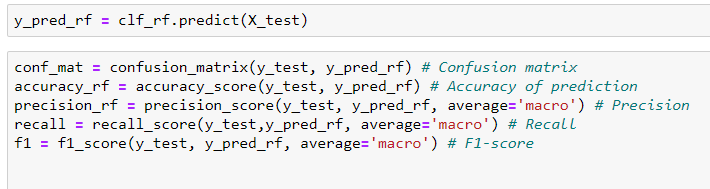 y_pred_rf = clf_rf.predict(X_test)
conf_mat = confusion_matrix(y_test, y_pred_rf) # Confusion matrix
accuracy_rf = accuracy_score(y_test, y_pred_rf) # Accuracy of prediction
precision_rf = precision_score(y_test, y_pred_rf, average='macro') # Precision
recall = recall_score(y_test,y_pred_rf, average='macro') # Recall
f1 = f1_score(y_test, y_pred_rf, average='macro') # F1-score